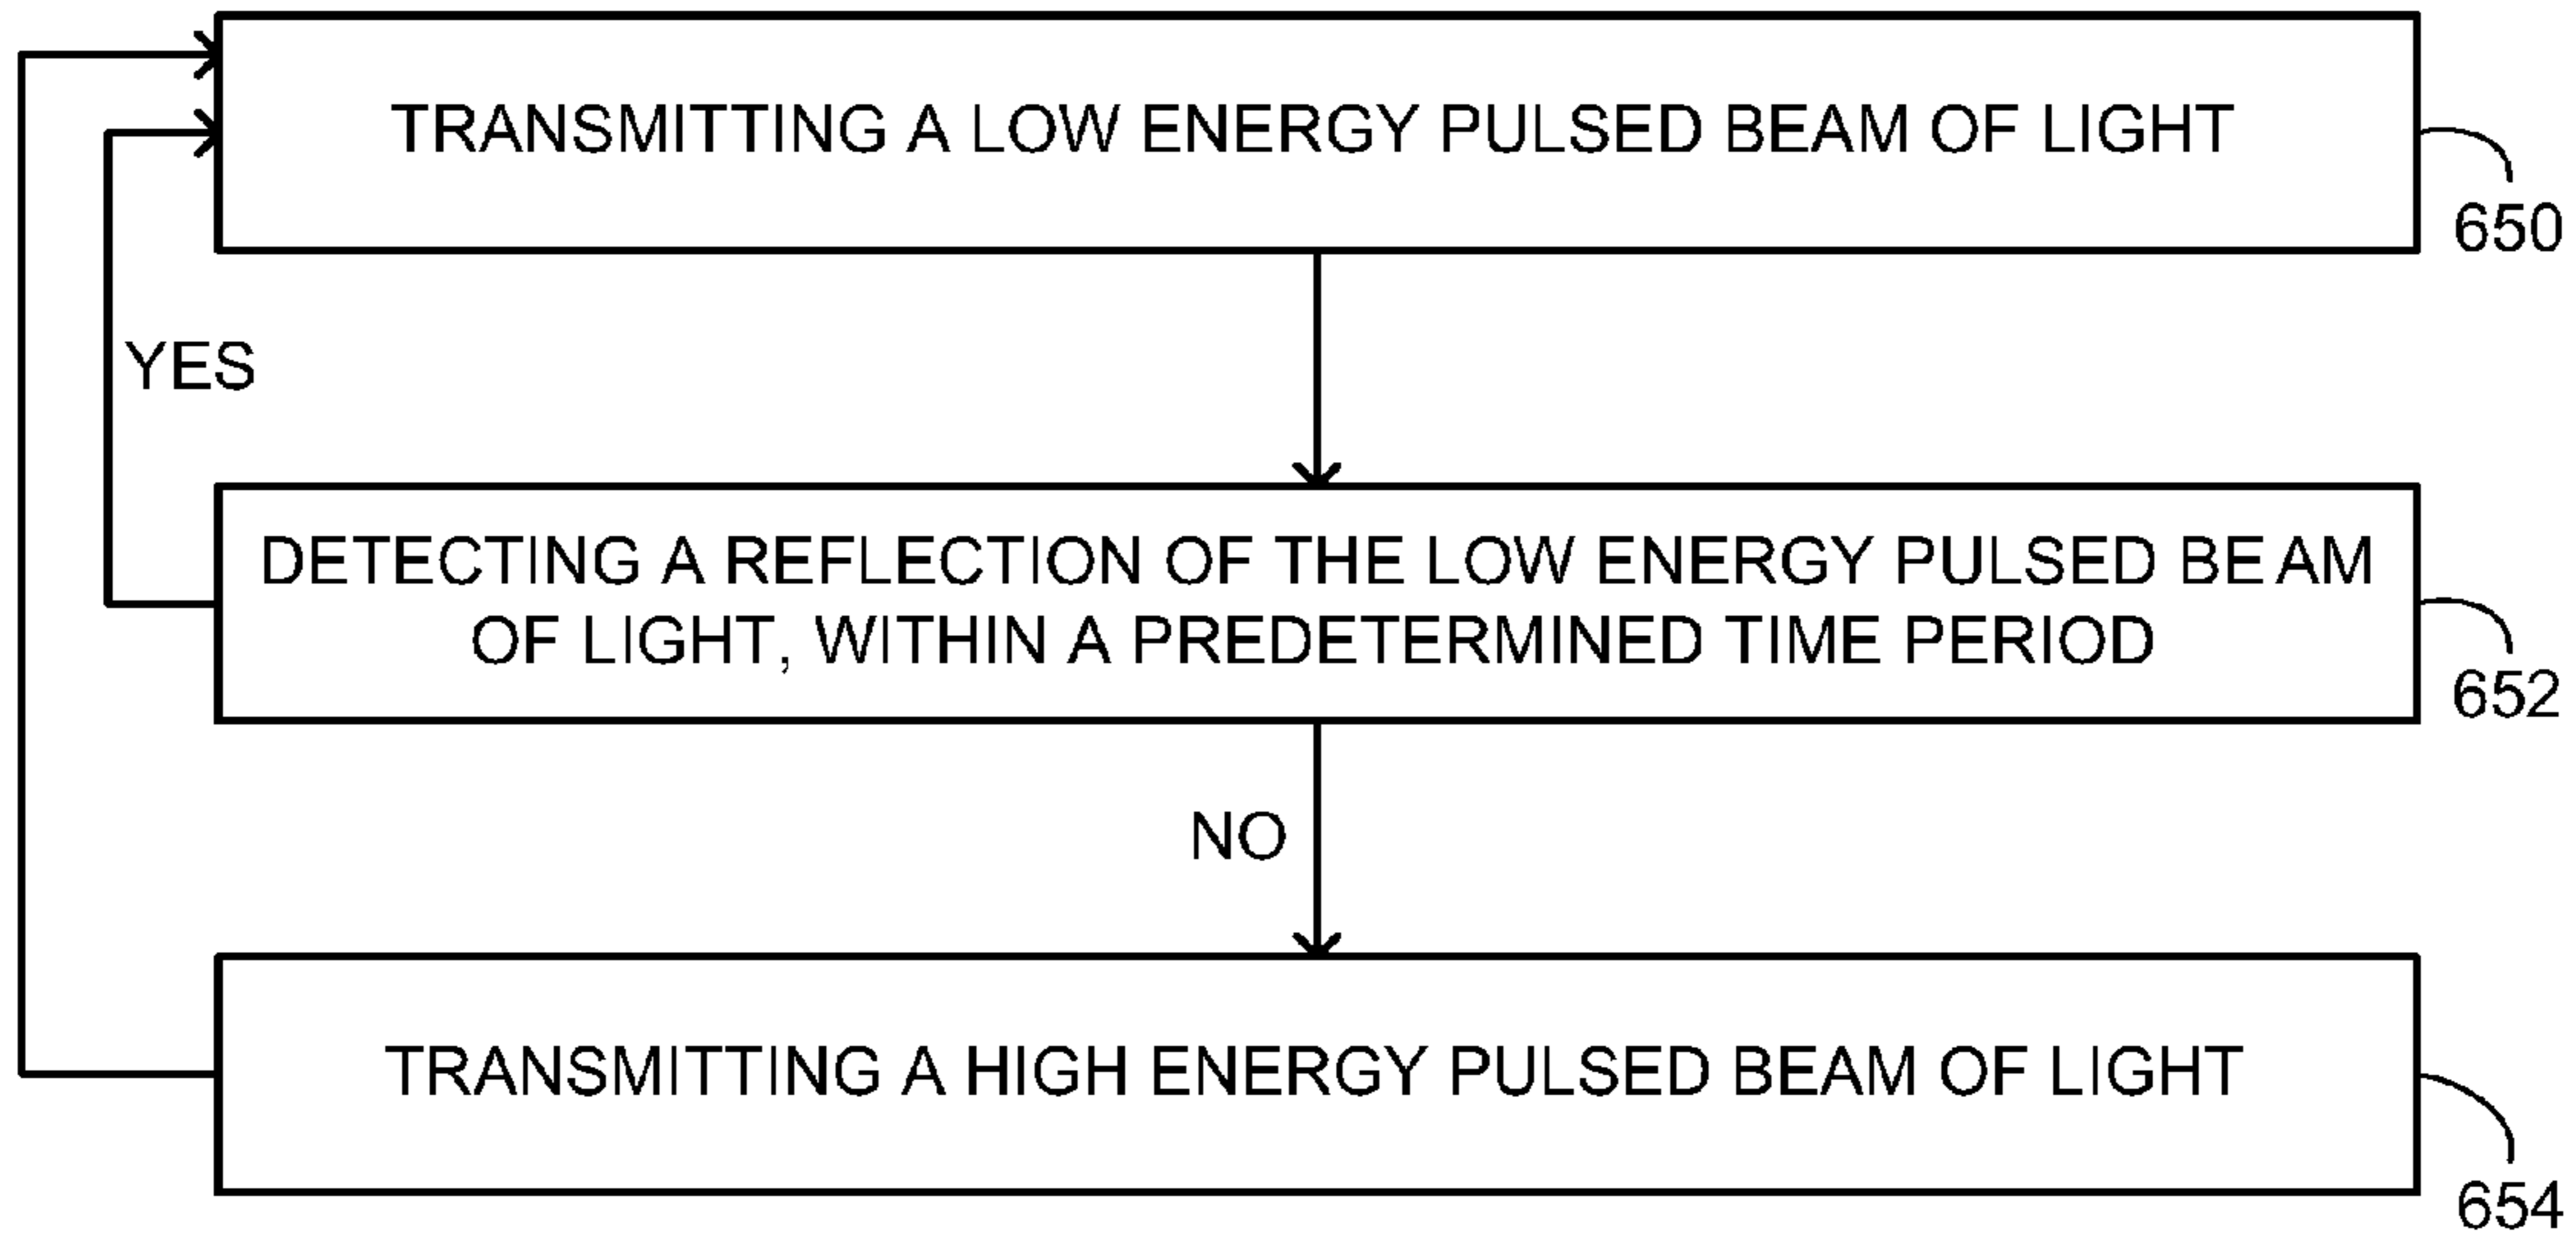 TRANSMITTING A LOW ENERGY PULSED BEAM OF LIGHT
650
YES
DETECTING A REFLECTION OF THE LOW ENERGY PULSED BEAM
OF LIGHT, WITHIN A PREDETERMINED TIME PERIOD
652
NO
TRANSMITTING A HIGH ENERGY PULSED BEAM OF LIGHT
654